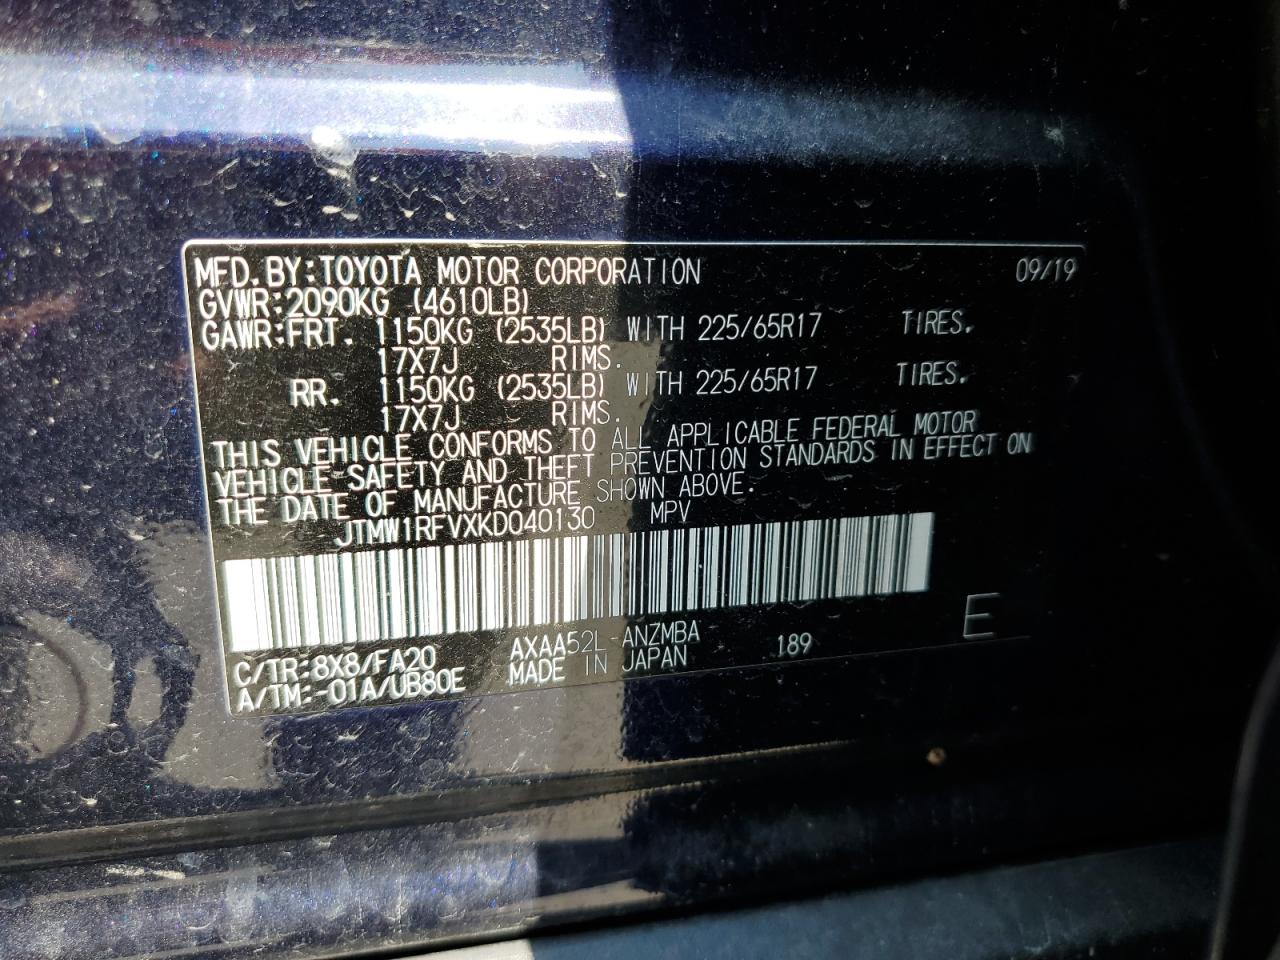 MFD.BY:TOYOTA MOTOR CORPORATION 09/19
GVWR:2090KG (4610LB)
GAWR:FRT. 1150KG (2535LB) WITH 225/65R17 TIRES.
17X7J RIMS.
RR. 1150KG (2535LB) WITH 225/65R17 TIRES.
17X7J RIMS.
THIS VEHICLE CONFORMS TO ALL APPLICABLE FEDERAL MOTOR
VEHICLE-SAFETY AND THEFT PREVENTION STANDARDS IN EFFECT ON
THE DATE OF MANUFACTURE SHOWN ABOVE.
JTMW1RFVXKD040130 MPV
C/TR:8X8/FA20 AXAA52L-ANZMBA 189 E
A/TM:-01A/UB80E MADE IN JAPAN